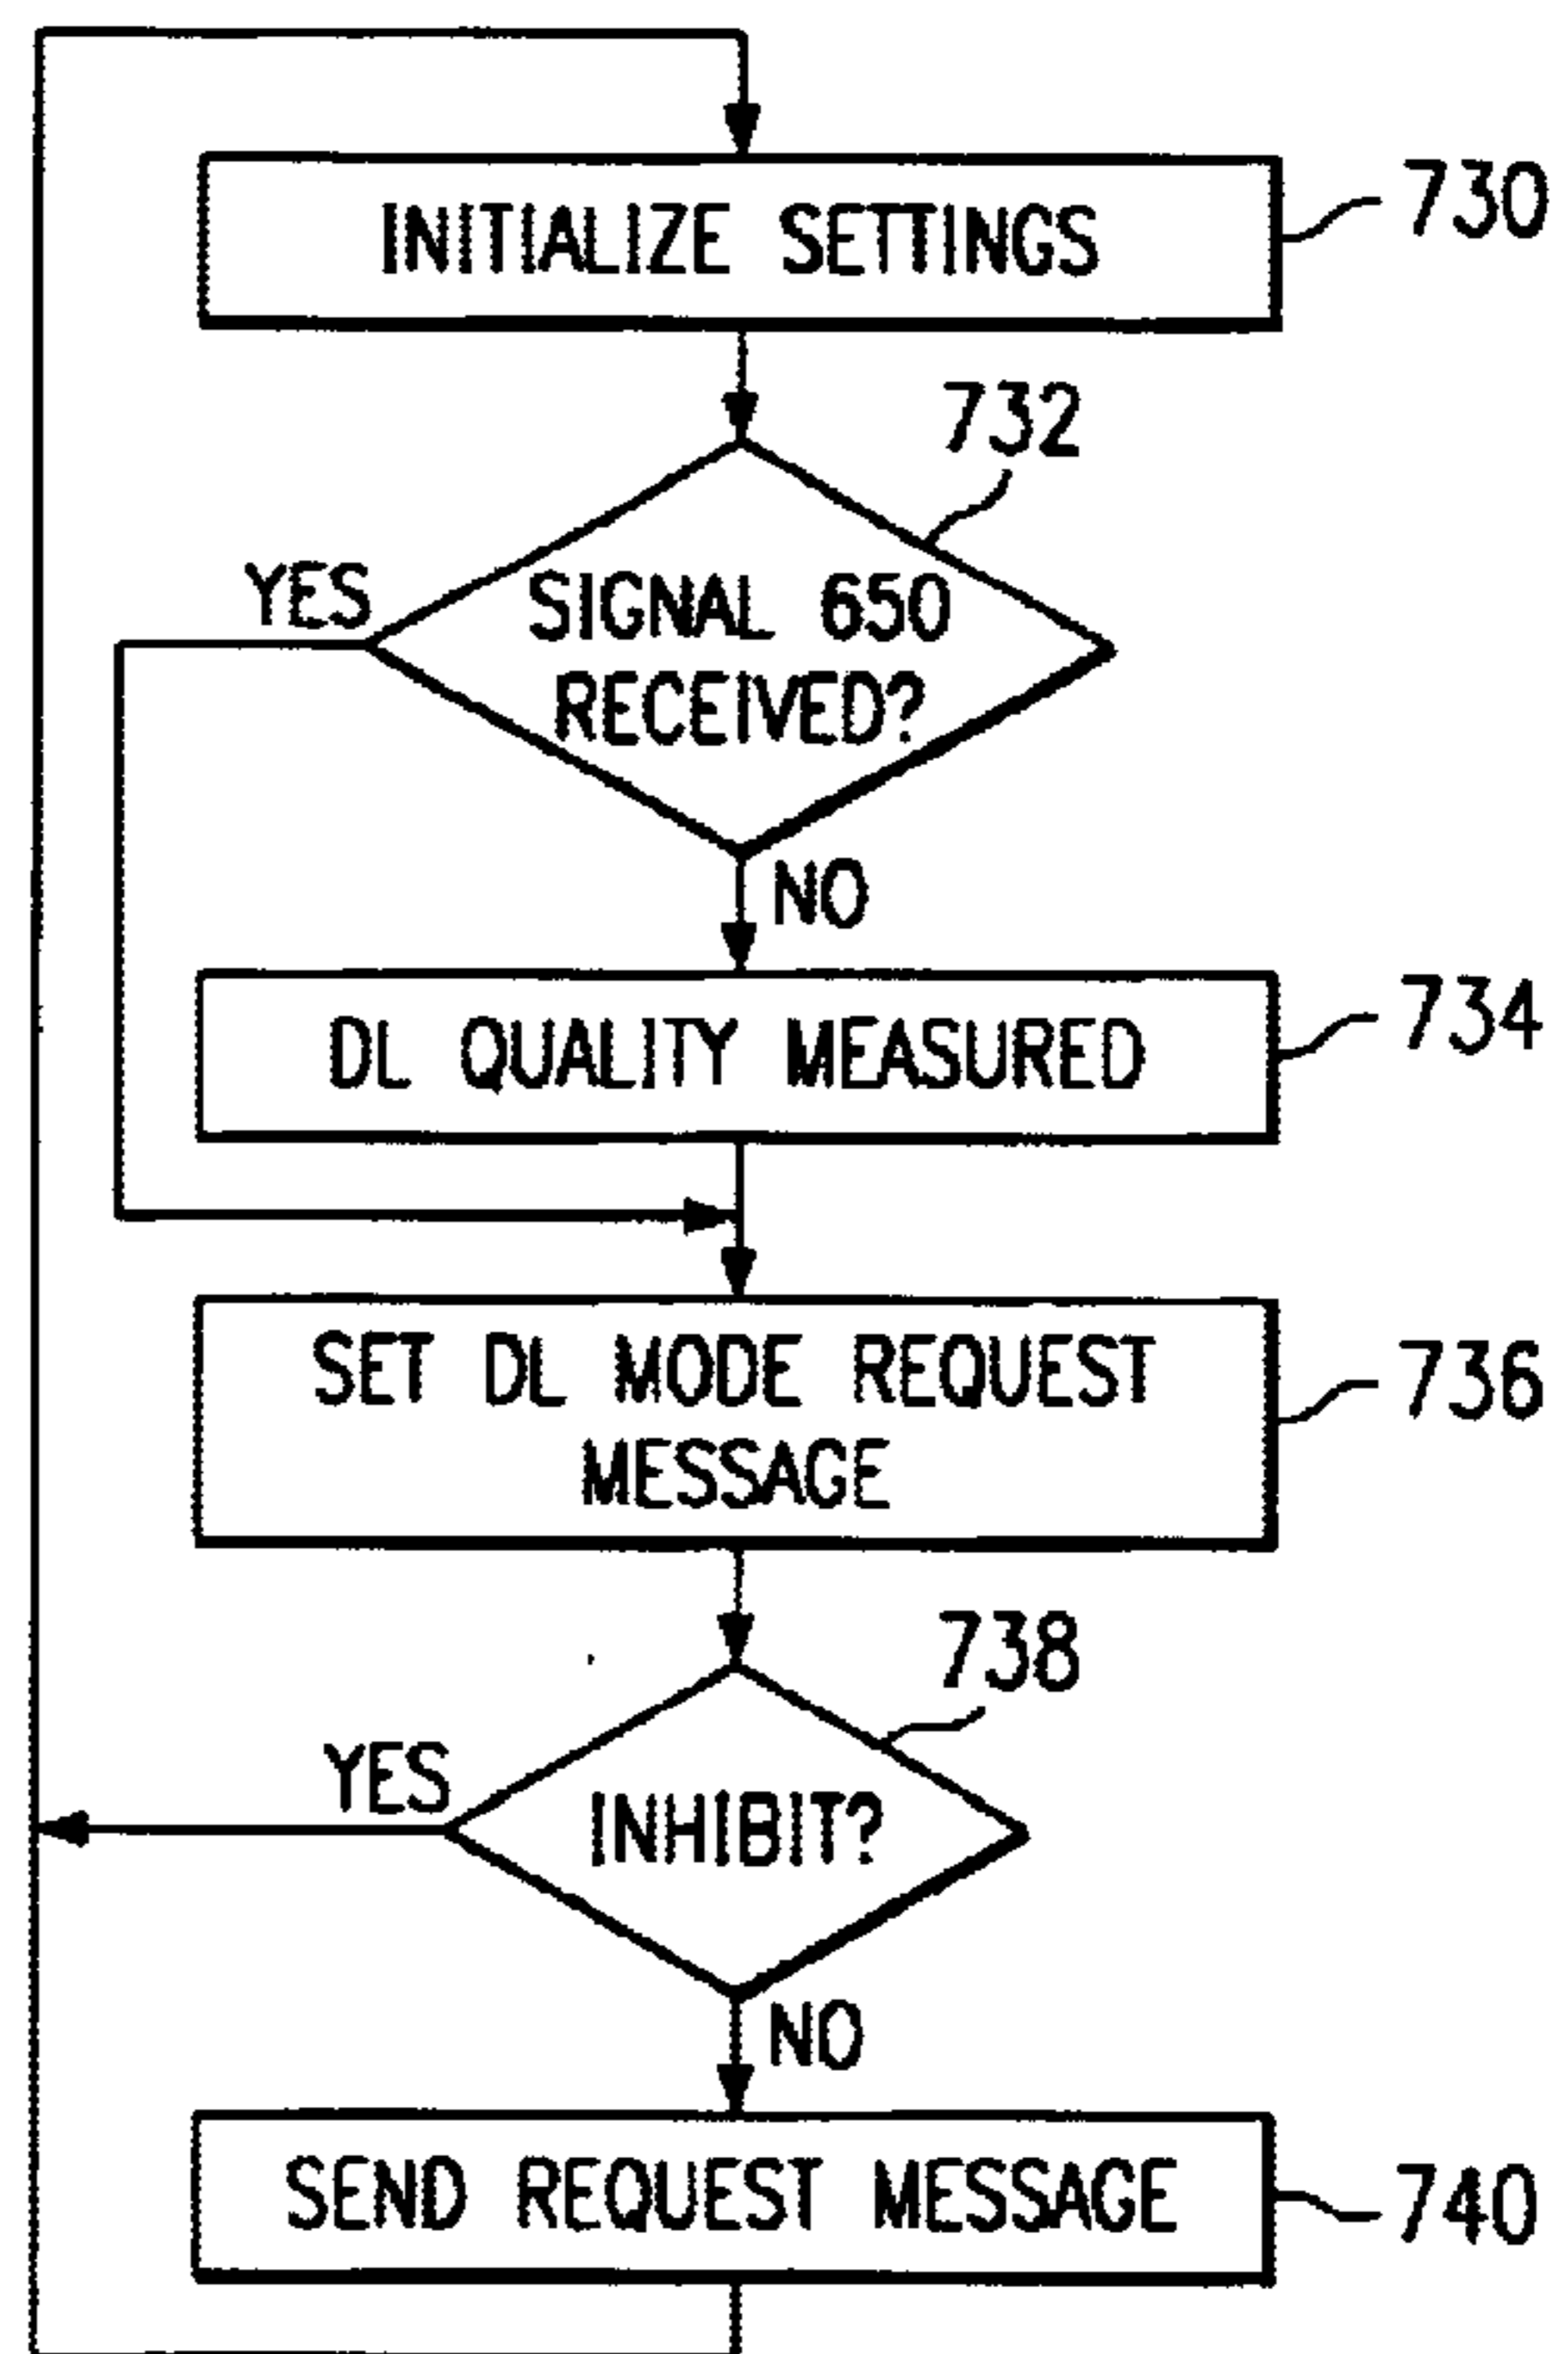 INITIALIZE SETTINGS
730
732
YES
SIGNAL 650
RECEIVED?
NO
DL QUALITY MEASURED
734
SET DL MODE REQUEST
MESSAGE
736
738
YES
INHIBIT?
NO
SEND REQUEST MESSAGE
740